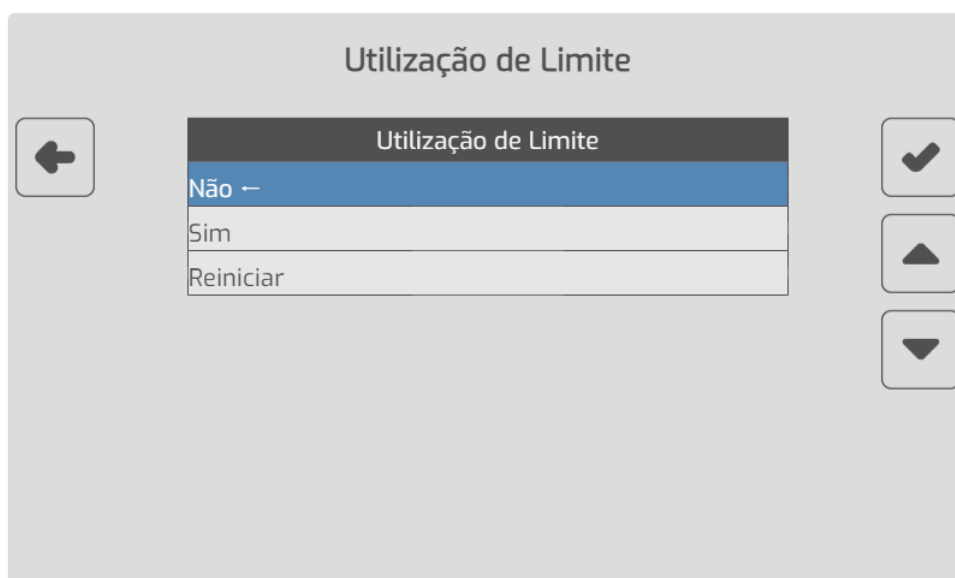 Utilização de Limite
Utilização de Limite
Não ←
Sim
Reiniciar